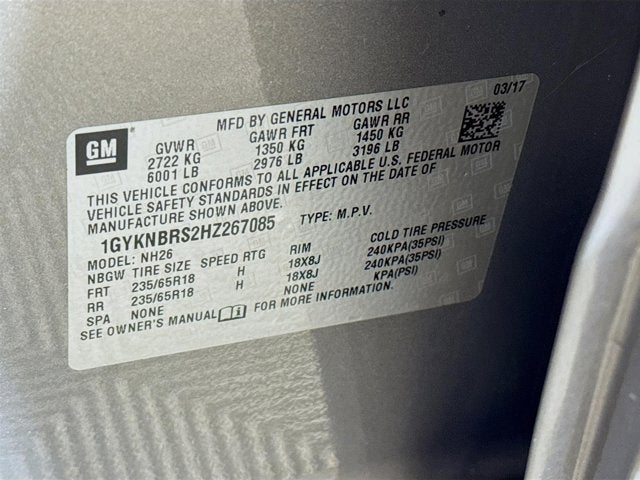 03/17
MFD BY GENERAL MOTORS LLC
GM
GVWR GAWR FRT GAWR RR
2722 KG 1350 KG 1450 KG
6001 LB 2976 LB 3196 LB
THIS VEHICLE CONFORMS TO ALL APPLICABLE U.S. FEDERAL MOTOR
VEHICLE SAFETY STANDARDS IN EFFECT ON THE DATE OF
MANUFACTURE SHOWN ABOVE.
1GYKNBRS2HZ267085 TYPE: M.P.V.
MODEL: NH26
NBGW TIRE SIZE SPEED RTG RIM COLD TIRE PRESSURE
FRT 235/65R18 H 18X8J 240KPA(35PSI)
RR 235/65R18 H 18X8J 240KPA(35PSI)
SPA NONE NONE KPA(PSI)
SEE OWNER'S MANUAL FOR MORE INFORMATION.